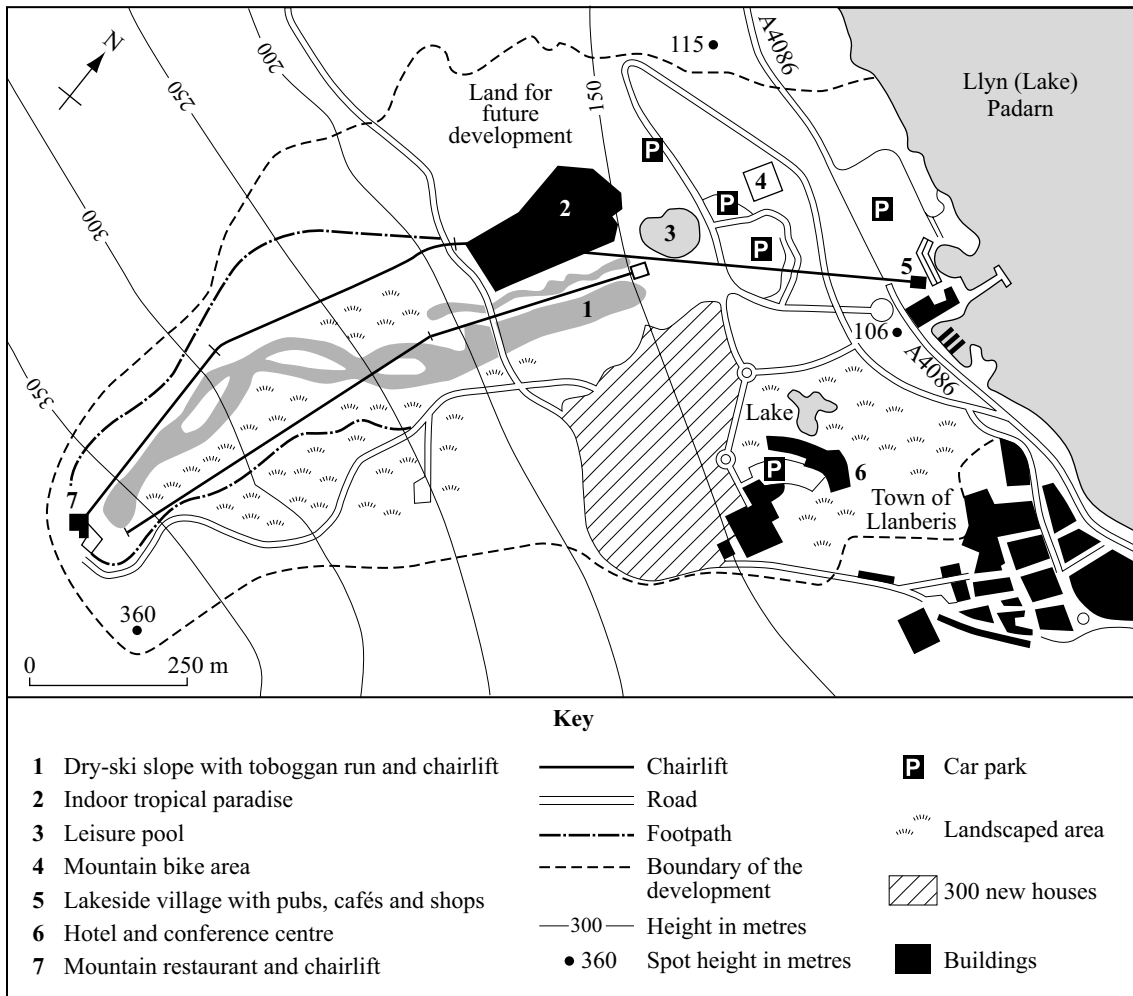 N
200
250
300
350
150
115
A4086
Land for
future
development
Llyn (Lake)
Padarn
P
P
P
P
2
3
4
5
1
106
A4086
Lake
P
6
Town of
Llanberis
7
360
0 250 m
Key
1 Dry-ski slope with toboggan run and chairlift
2 Indoor tropical paradise
3 Leisure pool
4 Mountain bike area
5 Lakeside village with pubs, cafés and shops
6 Hotel and conference centre
7 Mountain restaurant and chairlift
Chairlift
Road
Footpath
Boundary of the
development
300 Height in metres
360 Spot height in metres
P Car park
Landscaped area
300 new houses
Buildings